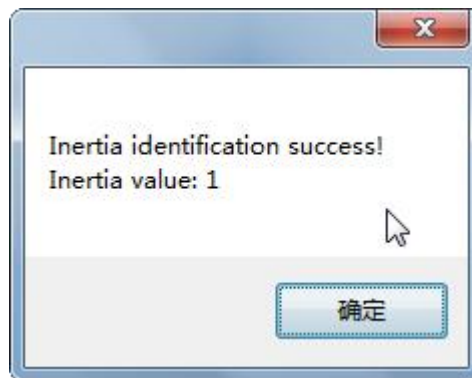 Inertia identification success!
Inertia value: 1
确定